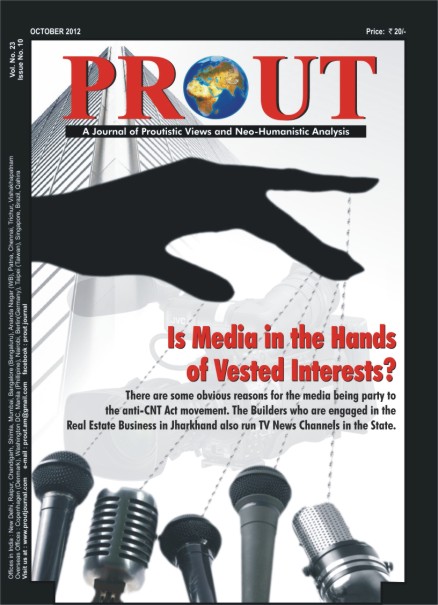 OCTOBER 2012
Price: ₹ 20/-
Vol. No. 23
Issue No. 10
PROUT
A Journal of Proutistic Views and Neo-Humanistic Analysis
Is Media in the Hands
of Vested Interests?
There are some obvious reasons for the media being party to
the anti-CNT Act movement. The Builders who are engaged in the
Real Estate Business in Jharkhand also run TV News Channels in the State.
Offices in India : New Delhi, Raipur, Chandigarh, Shimla, Mumbai, Bangalore (Bengaluru), Ananda Nagar (WB), Patna, Chennai, Trichur, Vishakhapatnam
Overseas Offices : Copenhagen (Denmark), Washington DC, Manila (Philippine), Nairobi, Berlin(Germany), Taipei (Taiwan), Singapore, Brazil, Qahira
Visit us at : www.proutjournal.com e-mail : prout.am@gmail.com facebook : prout journal